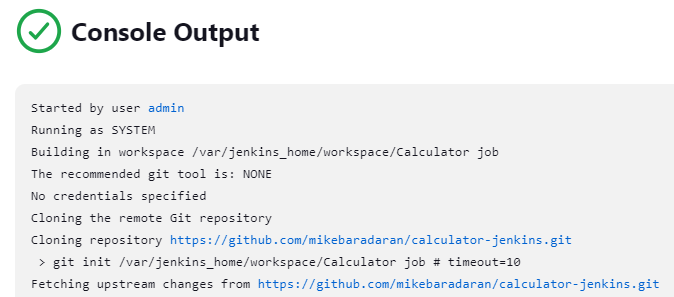 Console Output
Started by user admin
Running as SYSTEM
Building in workspace /var/jenkins_home/workspace/Calculator job
The recommended git tool is: NONE
No credentials specified
Cloning the remote Git repository
Cloning repository https://github.com/mikebaradaran/calculator-jenkins.git
 > git init /var/jenkins_home/workspace/Calculator job # timeout=10
Fetching upstream changes from https://github.com/mikebaradaran/calculator-jenkins.git